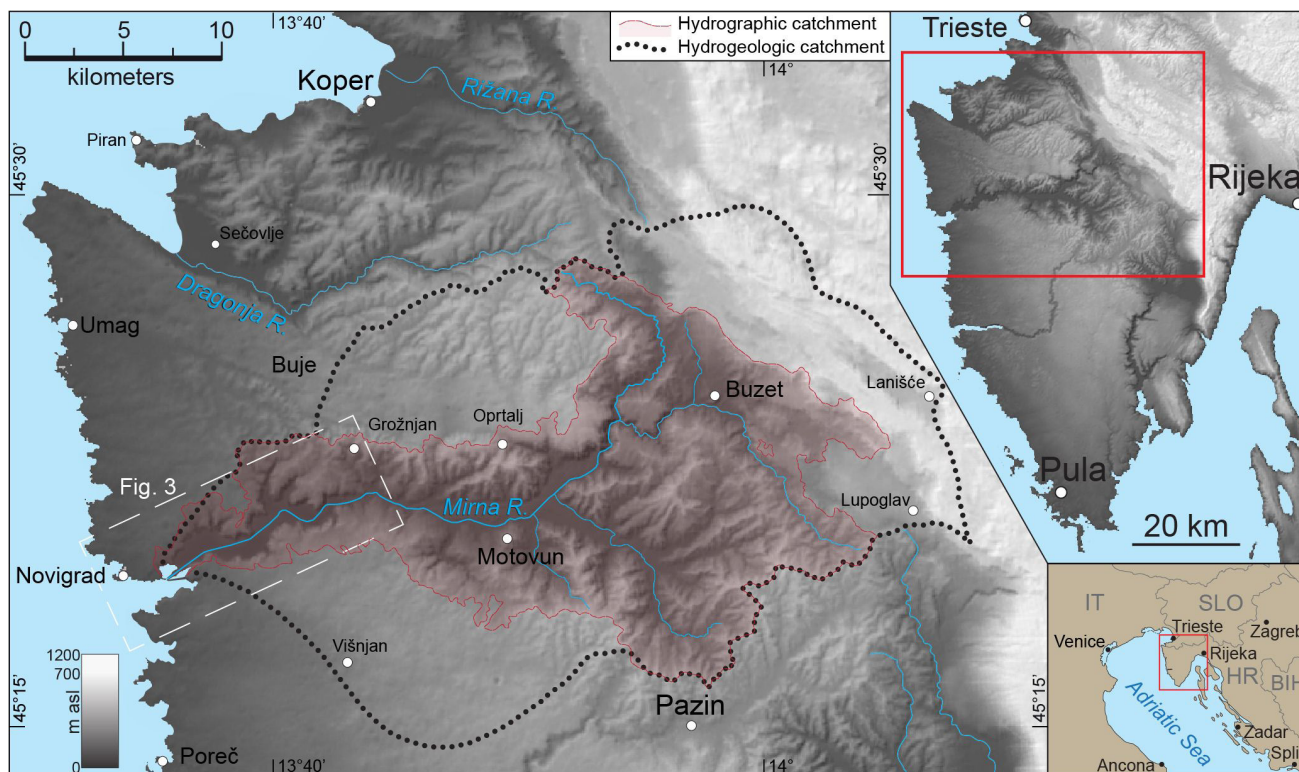 0 5 10
kilometers
13°40'
Hydrographic catchment
Hydrogeologic catchment
14°
Koper
Rižana R.
Piran
45°30'
45°30'
Sečovlje
Dragonja R.
Umag
Buje
Buzet
Lanišće
Grožnjan
Oprtalj
Fig. 3
Mirna R.
Lupoglav
Motovun
Novigrad
Višnjan
1200
700
m asl
0
45°15'
45°15'
Pazin
Poreč
13°40'
14°
Trieste
Rijeka
Pula
20 km
IT
SLO
Trieste
Zagreb
Venice
Rijeka
HR
BIH
Adriatic Sea
Zadar
Ancona
Split